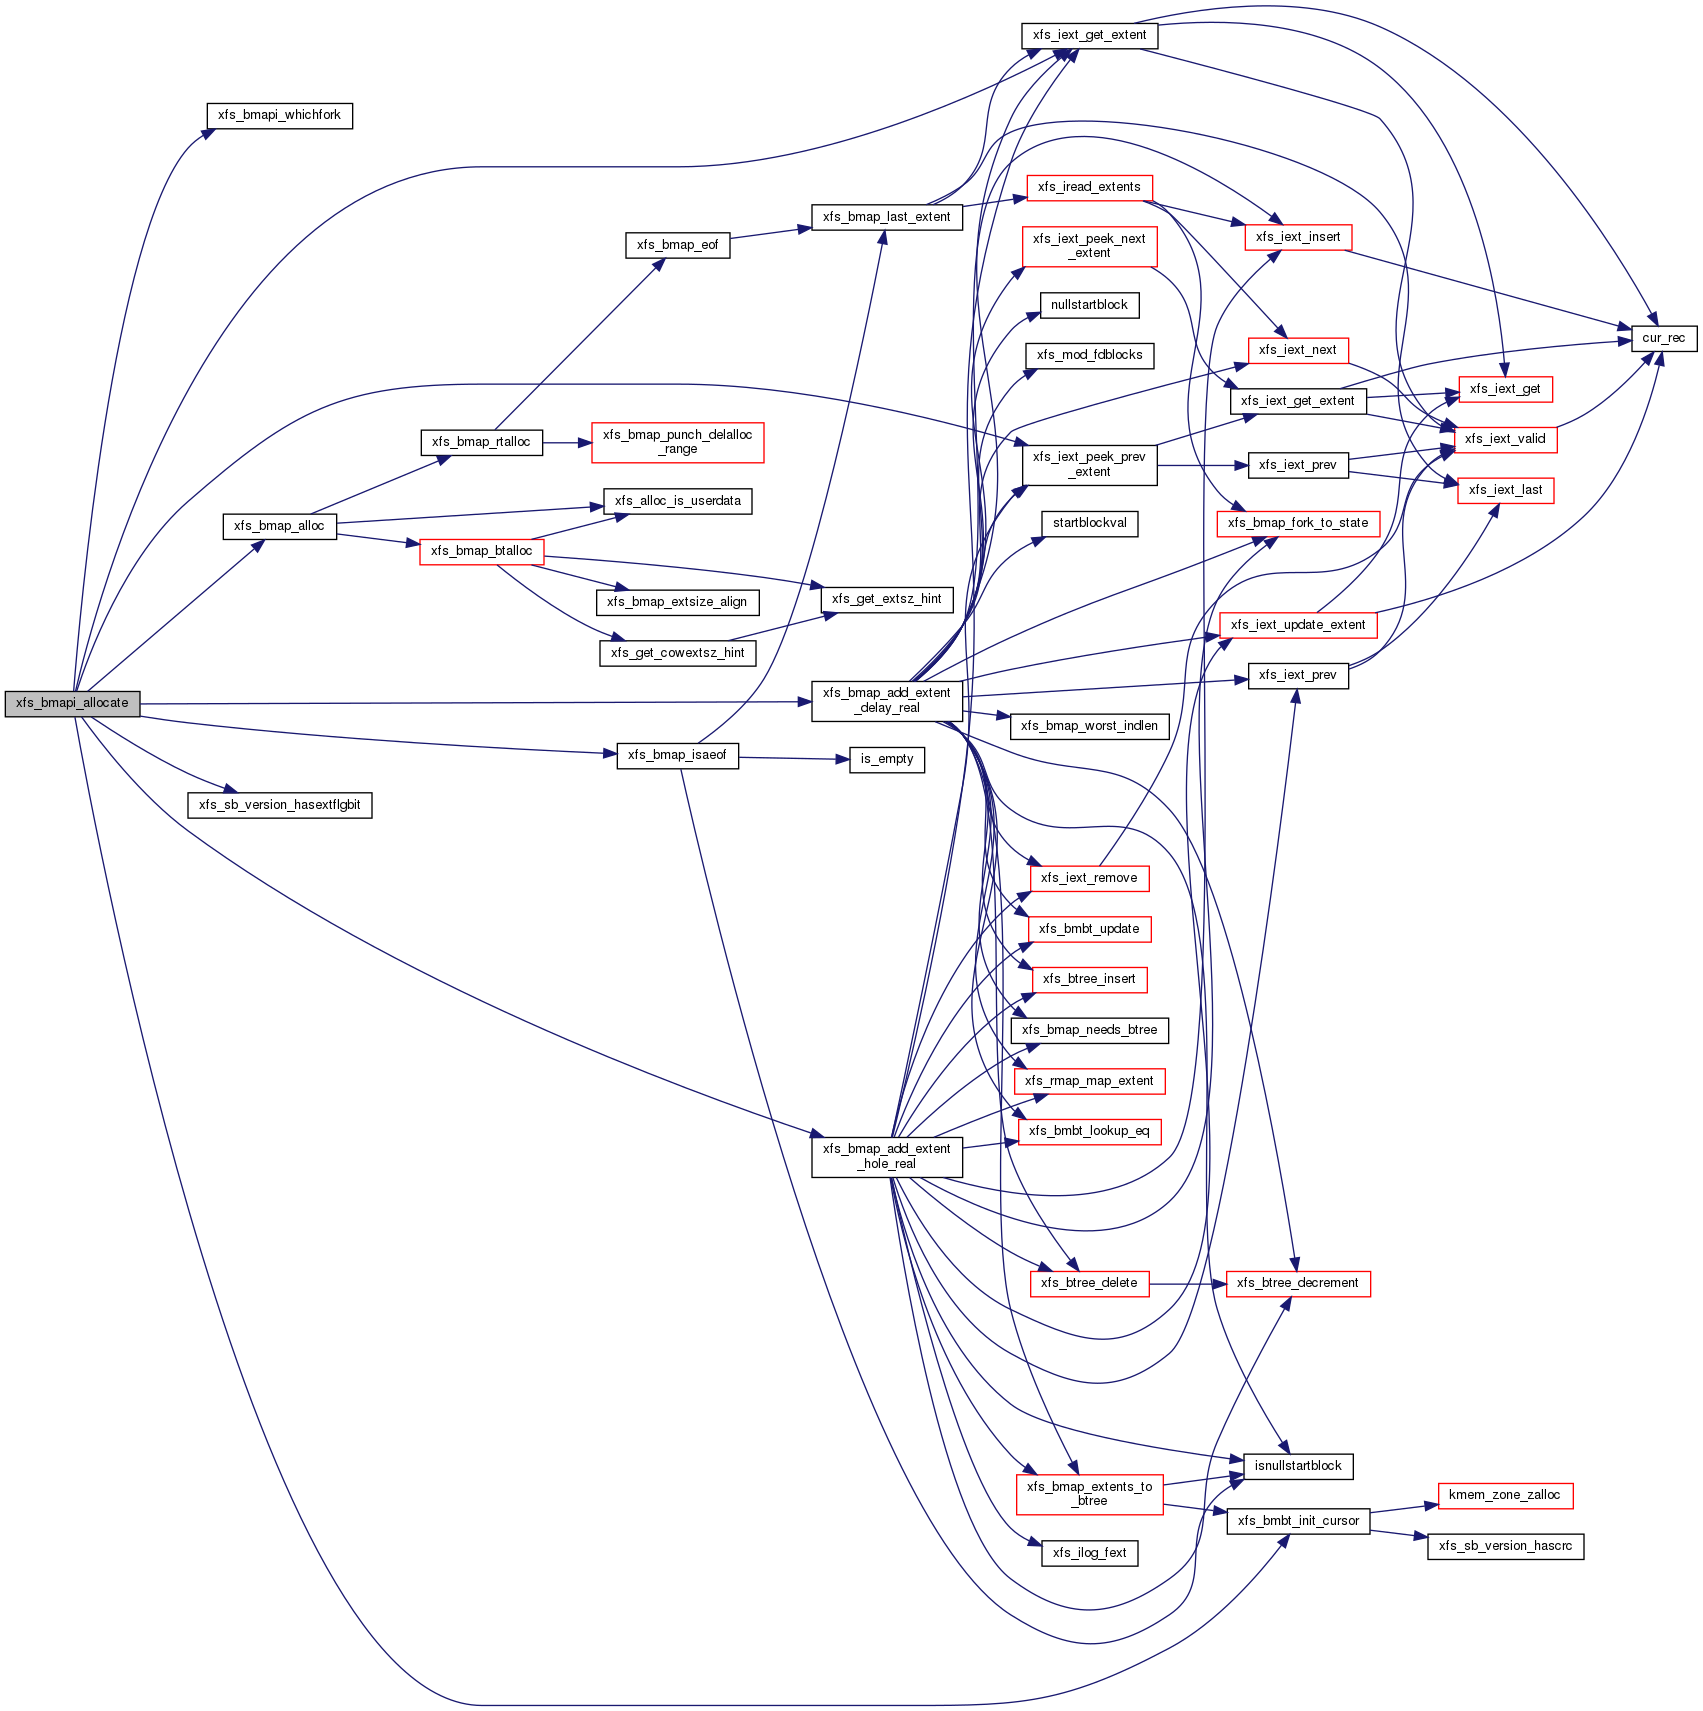 xfs_iext_get_extent
xfs_bmapi_whichfork
xfs_iread_extents
xfs_bmap_last_extent
xfs_iext_insert
xfs_bmap_eof
xfs_iext_peek_next
_extent
nullstartblock
cur_rec
xfs_mod_fdblocks
xfs_iext_next
xfs_iext_get
xfs_iext_get_extent
xfs_bmap_rtalloc
xfs_bmap_punch_delalloc
_range
xfs_iext_valid
xfs_iext_peek_prev
_extent
xfs_iext_prev
xfs_iext_last
xfs_alloc_is_userdata
xfs_bmap_alloc
startblockval
xfs_bmap_fork_to_state
xfs_bmap_btalloc
xfs_get_extsz_hint
xfs_bmap_extsize_align
xfs_iext_update_extent
xfs_get_cowextsz_hint
xfs_iext_prev
xfs_bmapi_allocate
xfs_bmap_add_extent
_delay_real
xfs_bmap_worst_indlen
xfs_bmap_isaeof
is_empty
xfs_sb_version_hasextflgbit
xfs_iext_remove
xfs_bmbt_update
xfs_btree_insert
xfs_bmap_needs_btree
xfs_rmap_map_extent
xfs_bmbt_lookup_eq
xfs_bmap_add_extent
_hole_real
xfs_btree_delete
xfs_btree_decrement
isnullstartblock
xfs_bmap_extents_to
_btree
kmem_zone_zalloc
xfs_bmbt_init_cursor
xfs_sb_version_hascrc
xfs_ilog_fext